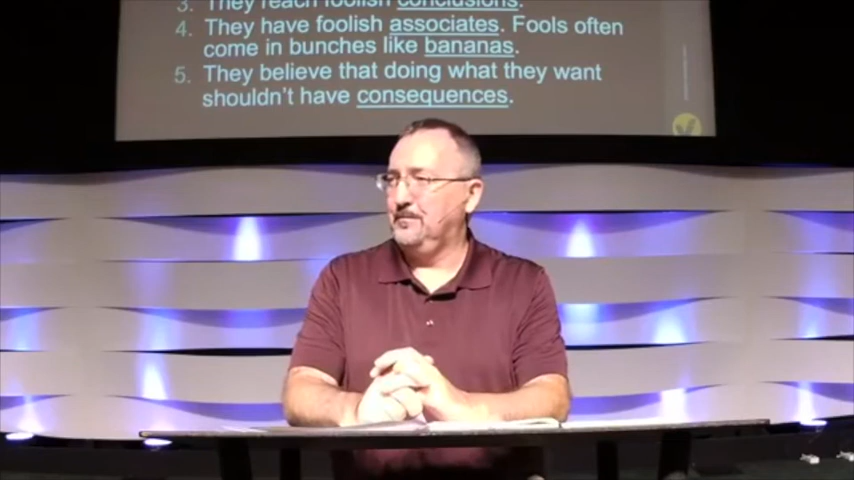 3. They reach foolish conclusions.
4. They have foolish associates. Fools often
come in bunches like bananas.
5. They believe that doing what they want
shouldn't have consequences.